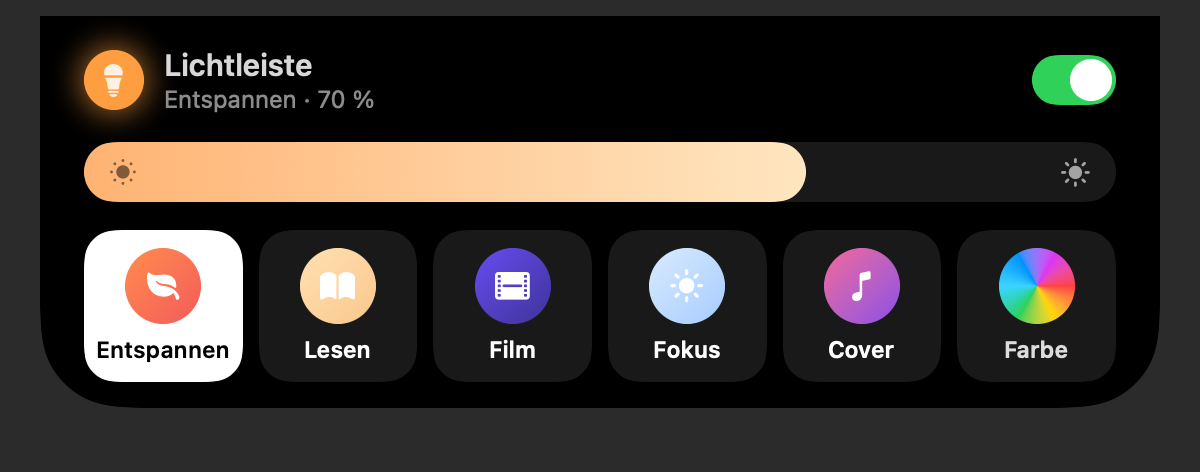 Lichtleiste
Entspannen · 70 %
Entspannen
Lesen
Film
Fokus
Cover
Farbe